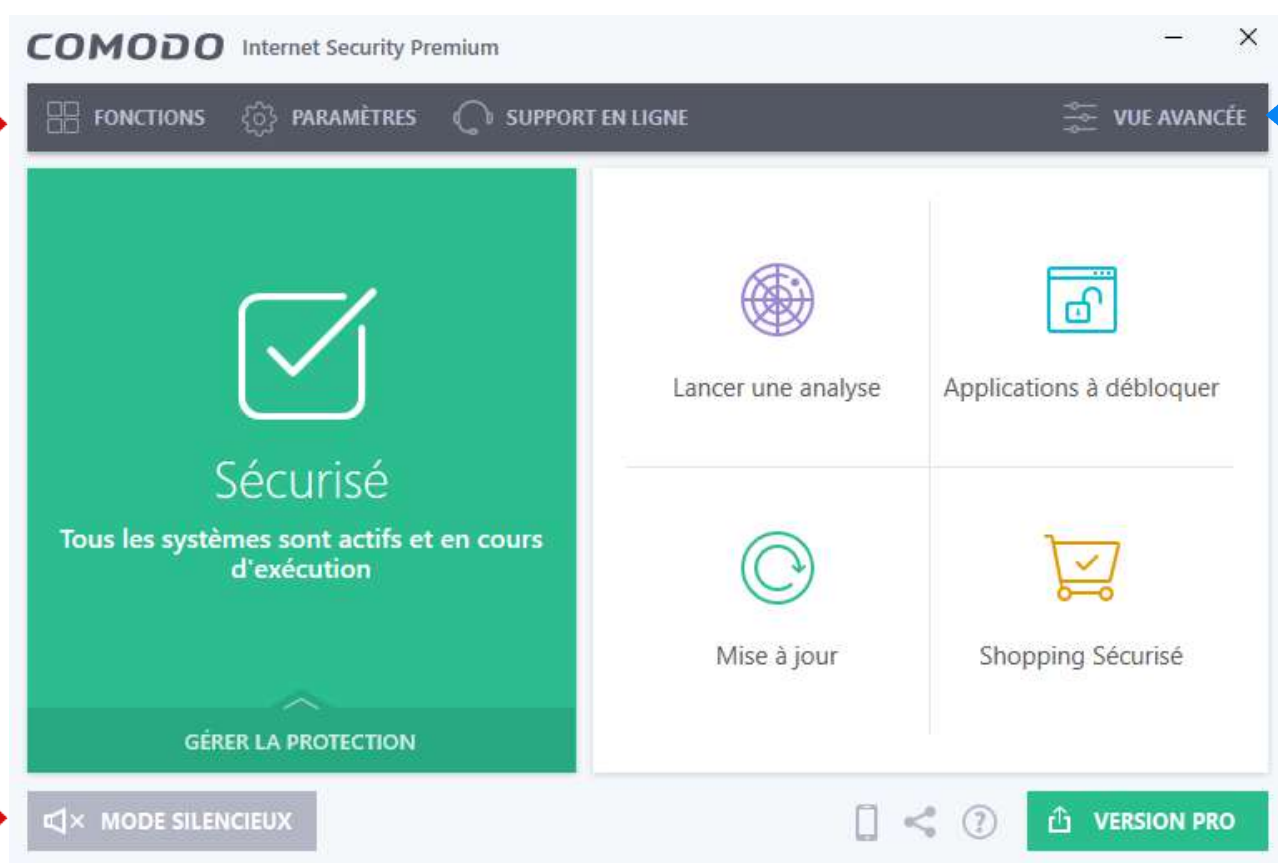 COMODO Internet Security Premium
FONCTIONS PARAMÈTRES SUPPORT EN LIGNE VUE AVANCÉE
Sécurisé
Tous les systèmes sont actifs et en cours
d'exécution
GÉRER LA PROTECTION
Lancer une analyse
Applications à débloquer
Mise à jour
Shopping Sécurisé
MODE SILENCIEUX
?
VERSION PRO